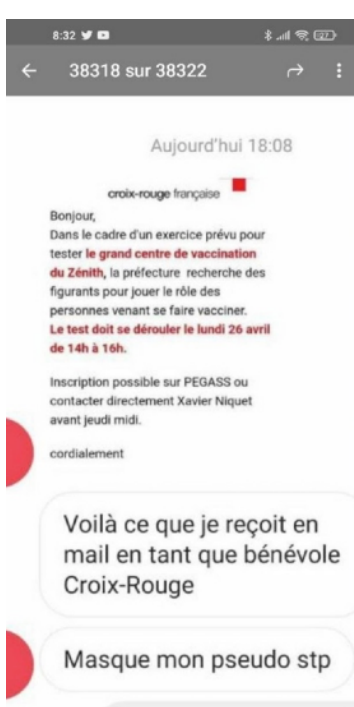 8:32
38318 sur 38322
Aujourd'hui 18:08
croix-rouge française
Bonjour,
Dans le cadre d'un exercice prévu pour
tester le grand centre de vaccination
du Zénith, la préfecture recherche des
figurants pour jouer le rôle des
personnes venant se faire vacciner.
Le test doit se dérouler le lundi 26 avril
de 14h à 16h.
Inscription possible sur PEGASS ou
contacter directement Xavier Niquet
avant jeudi midi.
cordialement
Voilà ce que je reçoit en
mail en tant que bénévole
Croix-Rouge
Masque mon pseudo stp